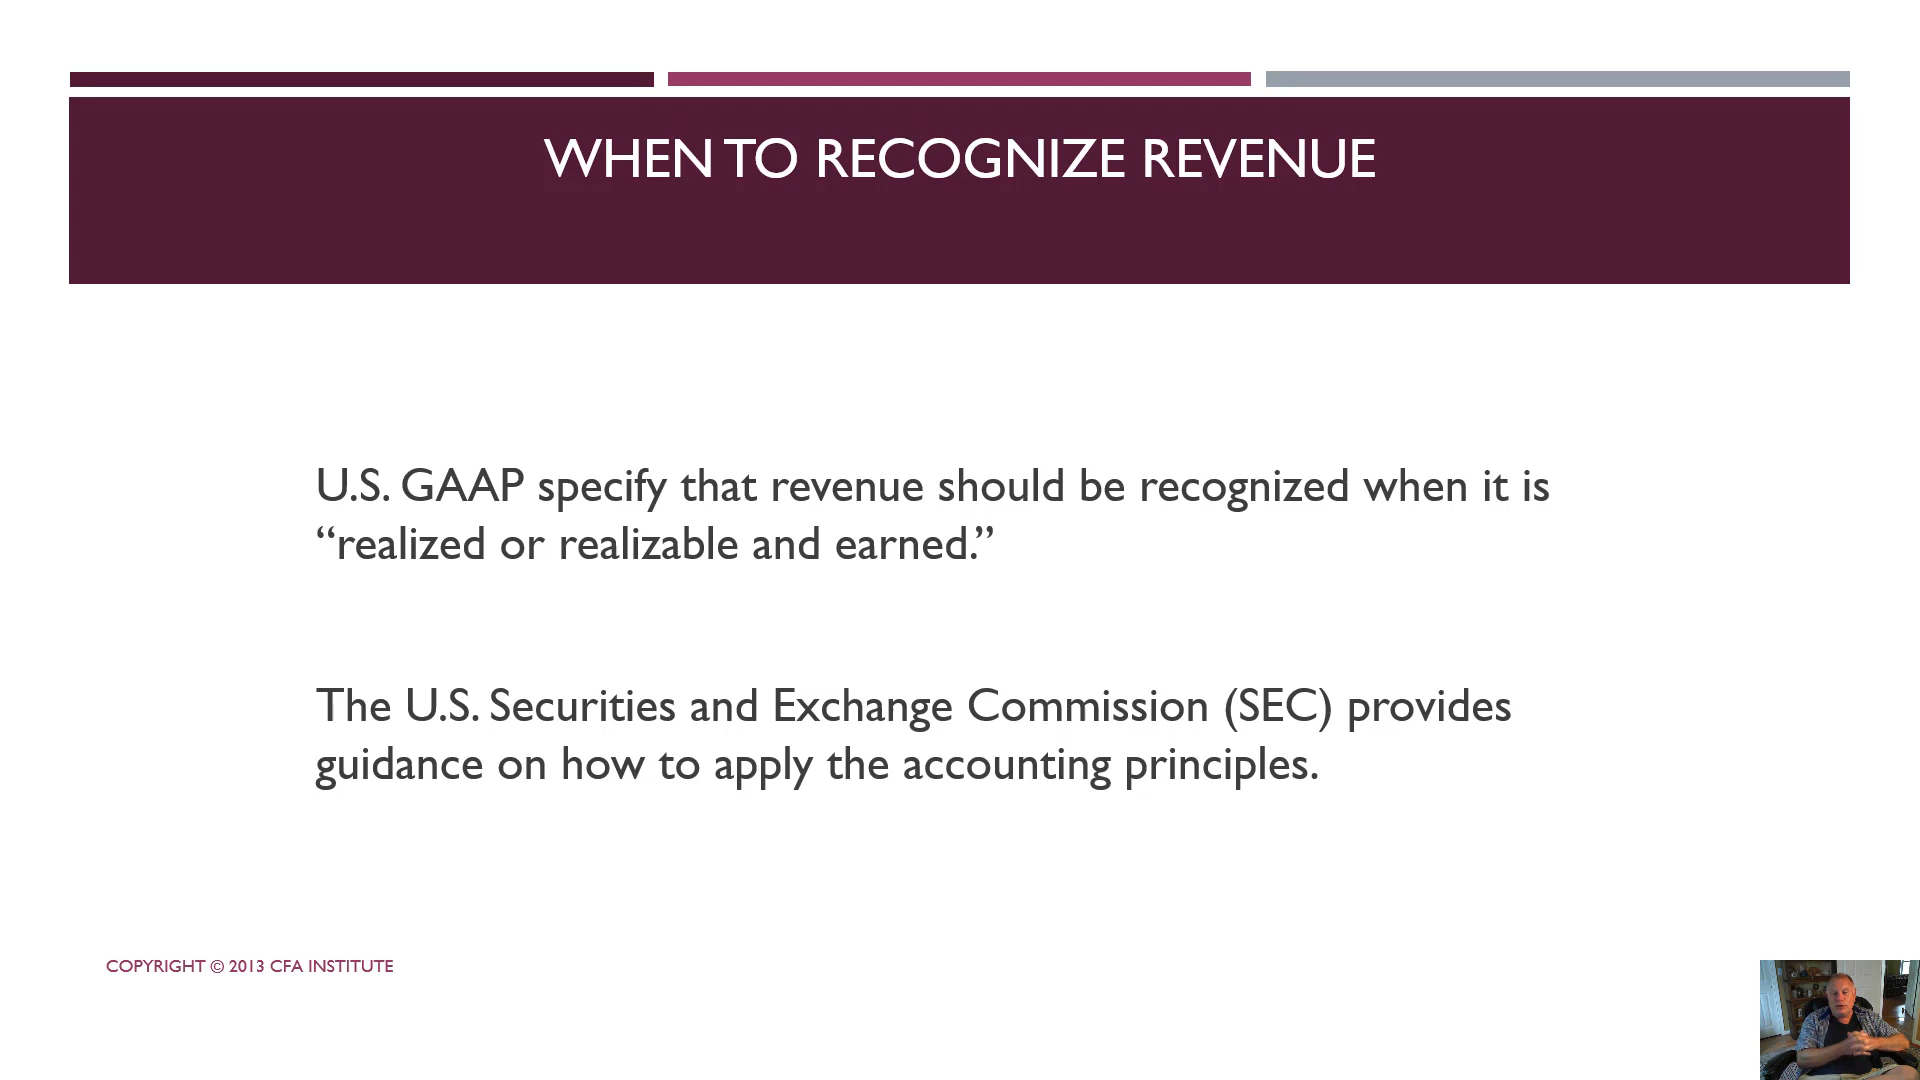 WHEN TO RECOGNIZE REVENUE
U.S. GAAP specify that revenue should be recognized when it is
“realized or realizable and earned.”
The U.S. Securities and Exchange Commission (SEC) provides
guidance on how to apply the accounting principles.
COPYRIGHT © 2013 CFA INSTITUTE